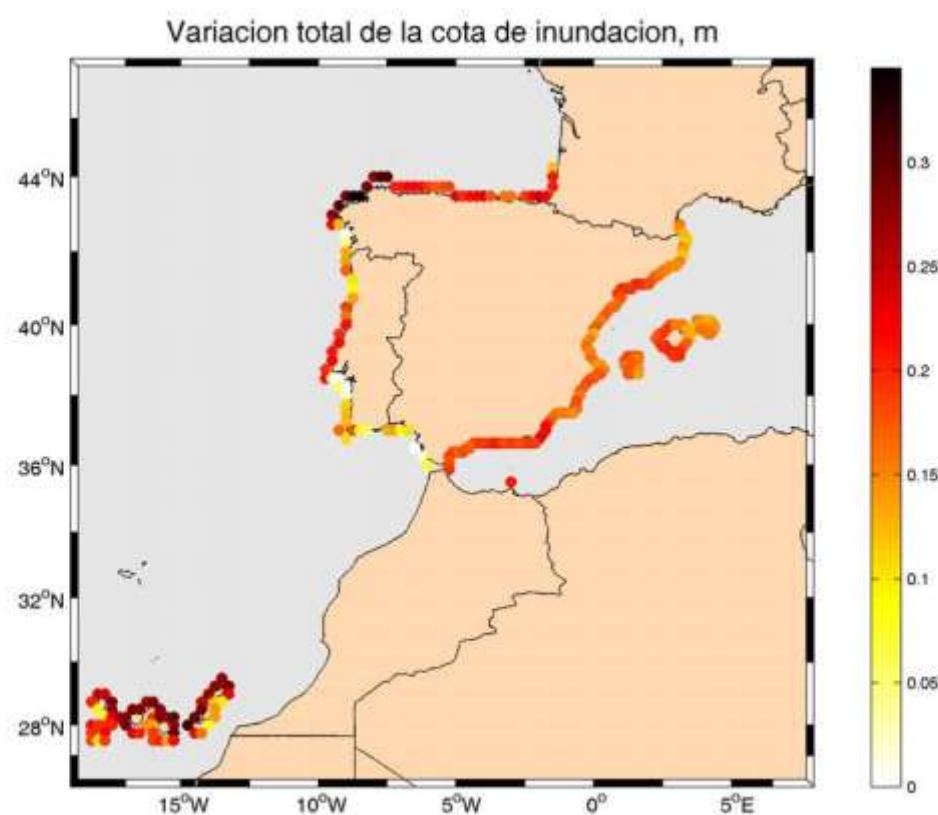 Variacion total de la cota de inundacion, m
44°N
40°N
36°N
32°N
28°N
15°W
10°W
5°W
0°
5°E
0.3
0.25
0.2
0.15
0.1
0.05
0